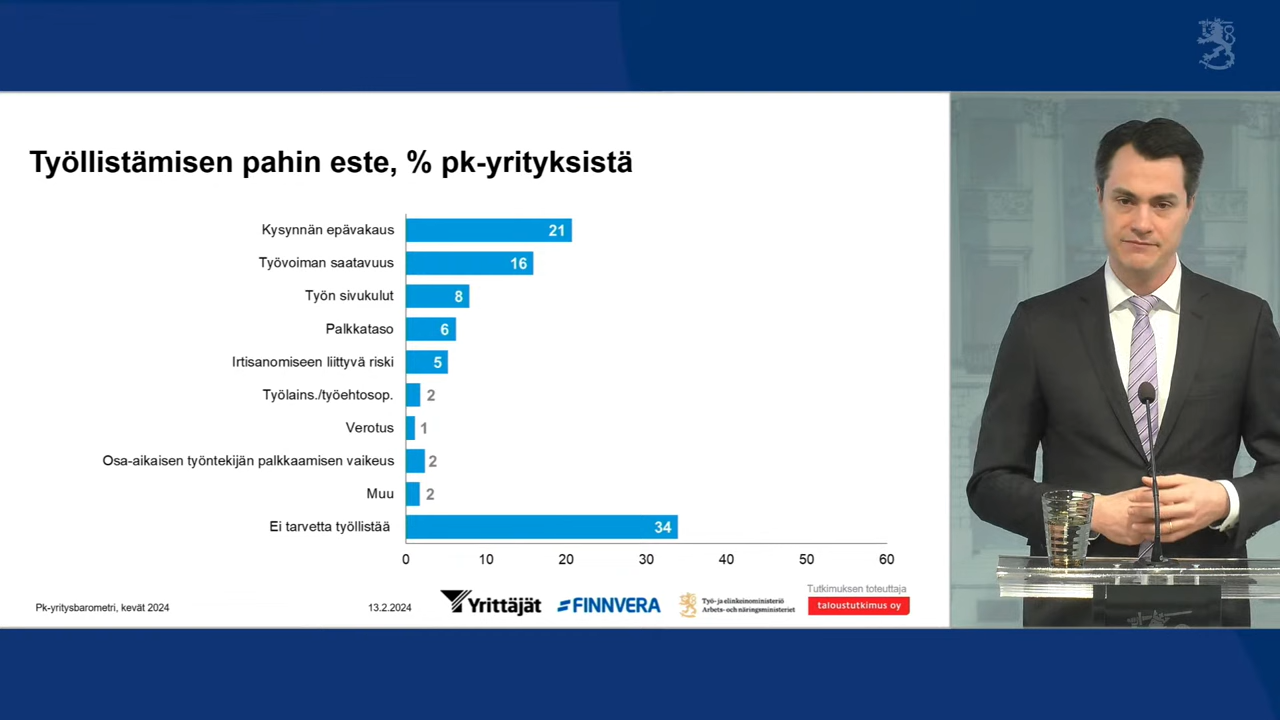 Työllistämisen pahin este, % pk-yrityksistä
Kysynnän epävakaus 21
Työvoiman saatavuus 16
Työn sivukulut 8
Palkkataso 6
Irtisanomiseen liittyvä riski 5
Työlains./työehtosop. 2
Verotus 1
Osa-aikaisen työntekijän palkkaamisen vaikeus 2
Muu 2
Ei tarvetta työllistää 34
0 10 20 30 40 50 60
Tutkimuksen toteuttaja
Pk-yritysbarometri, kevät 2024 13.2.2024 Yrittäjät FINNVERA Työ- ja elinkeinoministeriö taloustutkimus oy
Arbets- och näringsministeriet